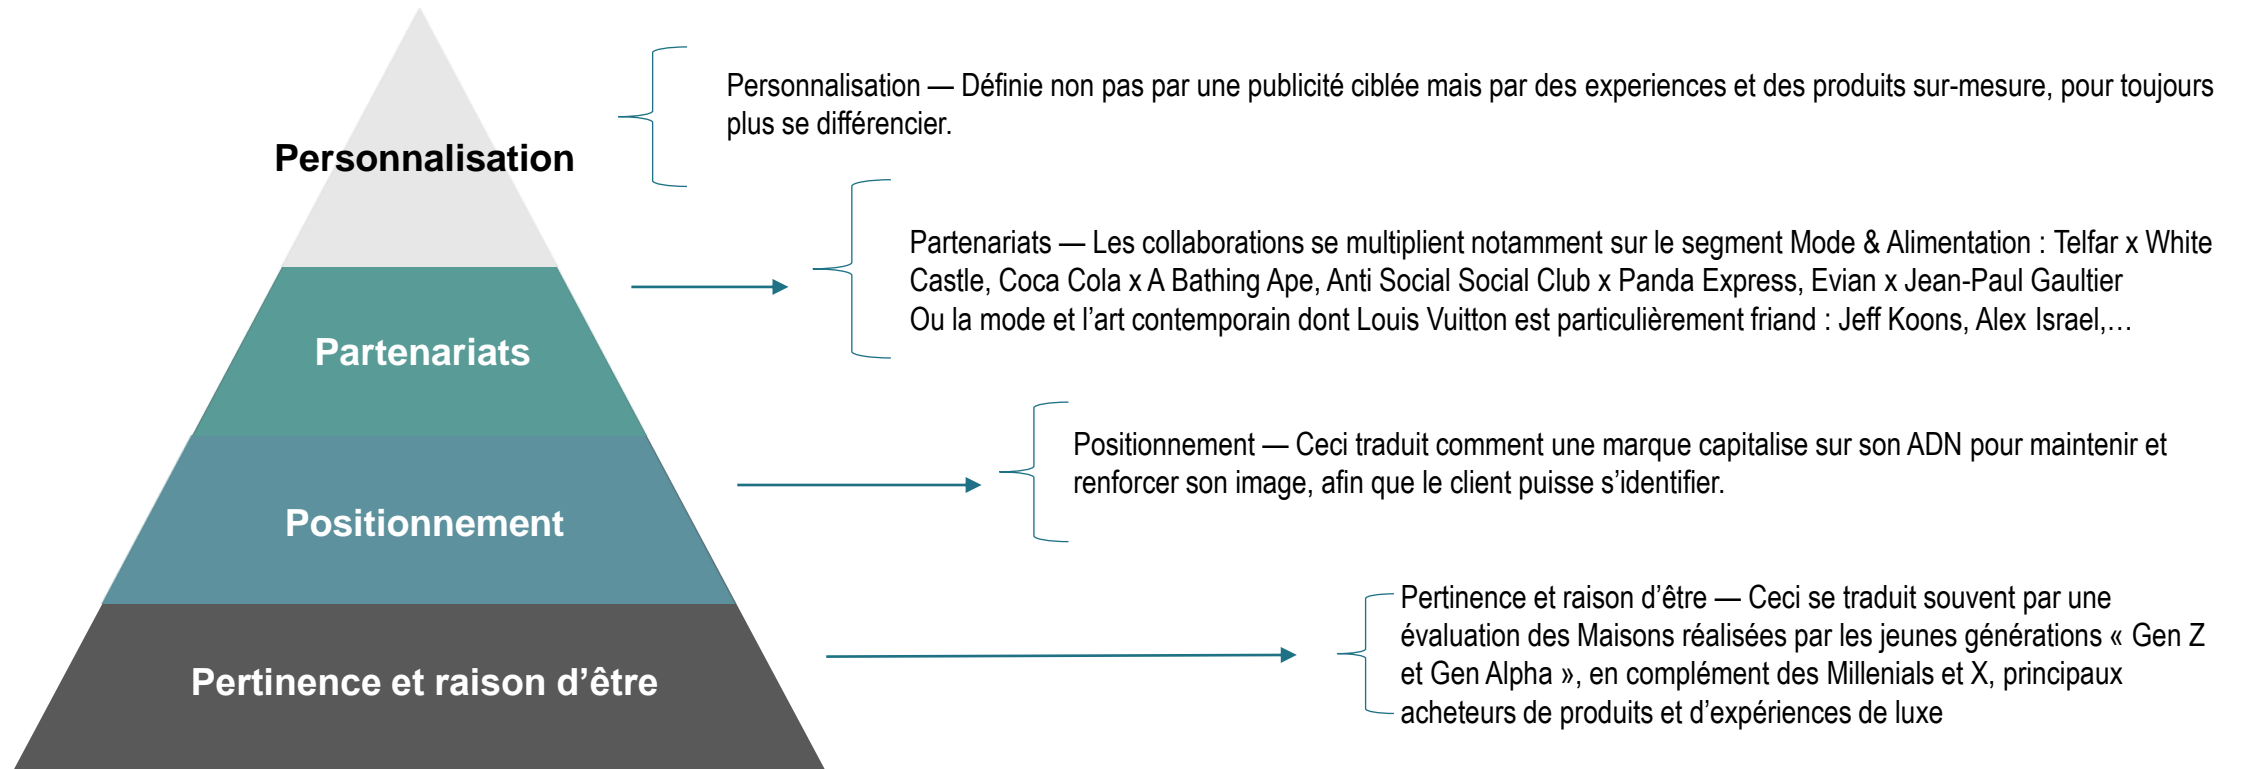 Personnalisation
Personnalisation — Définie non pas par une publicité ciblée mais par des experiences et des produits sur-mesure, pour toujours
plus se différencier.
Partenariats
Partenariats — Les collaborations se multiplient notamment sur le segment Mode & Alimentation : Telfar x White
Castle, Coca Cola x A Bathing Ape, Anti Social Social Club x Panda Express, Evian x Jean-Paul Gaultier
Ou la mode et l’art contemporain dont Louis Vuitton est particulièrement friand : Jeff Koons, Alex Israel,…
Positionnement
Positionnement — Ceci traduit comment une marque capitalise sur son ADN pour maintenir et
renforcer son image, afin que le client puisse s’identifier.
Pertinence et raison d’être
Pertinence et raison d’être — Ceci se traduit souvent par une
évaluation des Maisons réalisées par les jeunes générations « Gen Z
et Gen Alpha », en complément des Millenials et X, principaux
acheteurs de produits et d’expériences de luxe